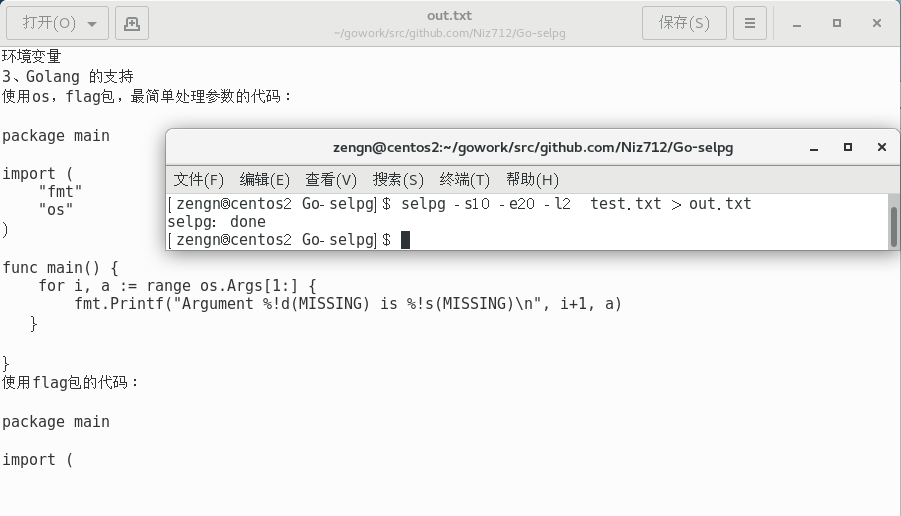 打开(O)
out.txt
~/gowork/src/github.com/Niz712/Go-selpg
保存(S)
环境变量
3、Golang 的支持
使用os，flag包，最简单处理参数的代码：
package main
import (
"fmt"
"os"
)
func main() {
for i, a := range os.Args[1:] {
fmt.Printf("Argument %!d(MISSING) is %!s(MISSING)\n", i+1, a)
}
}
使用flag包的代码：
package main
import (
zengn@centos2:~/gowork/src/github.com/Niz712/Go-selpg
文件(F) 编辑(E) 查看(V) 搜索(S) 终端(T) 帮助(H)
[zengn@centos2 Go-selpg]$ selpg -s10 -e20 -l2  test.txt > out.txt
selpg: done
[zengn@centos2 Go-selpg]$